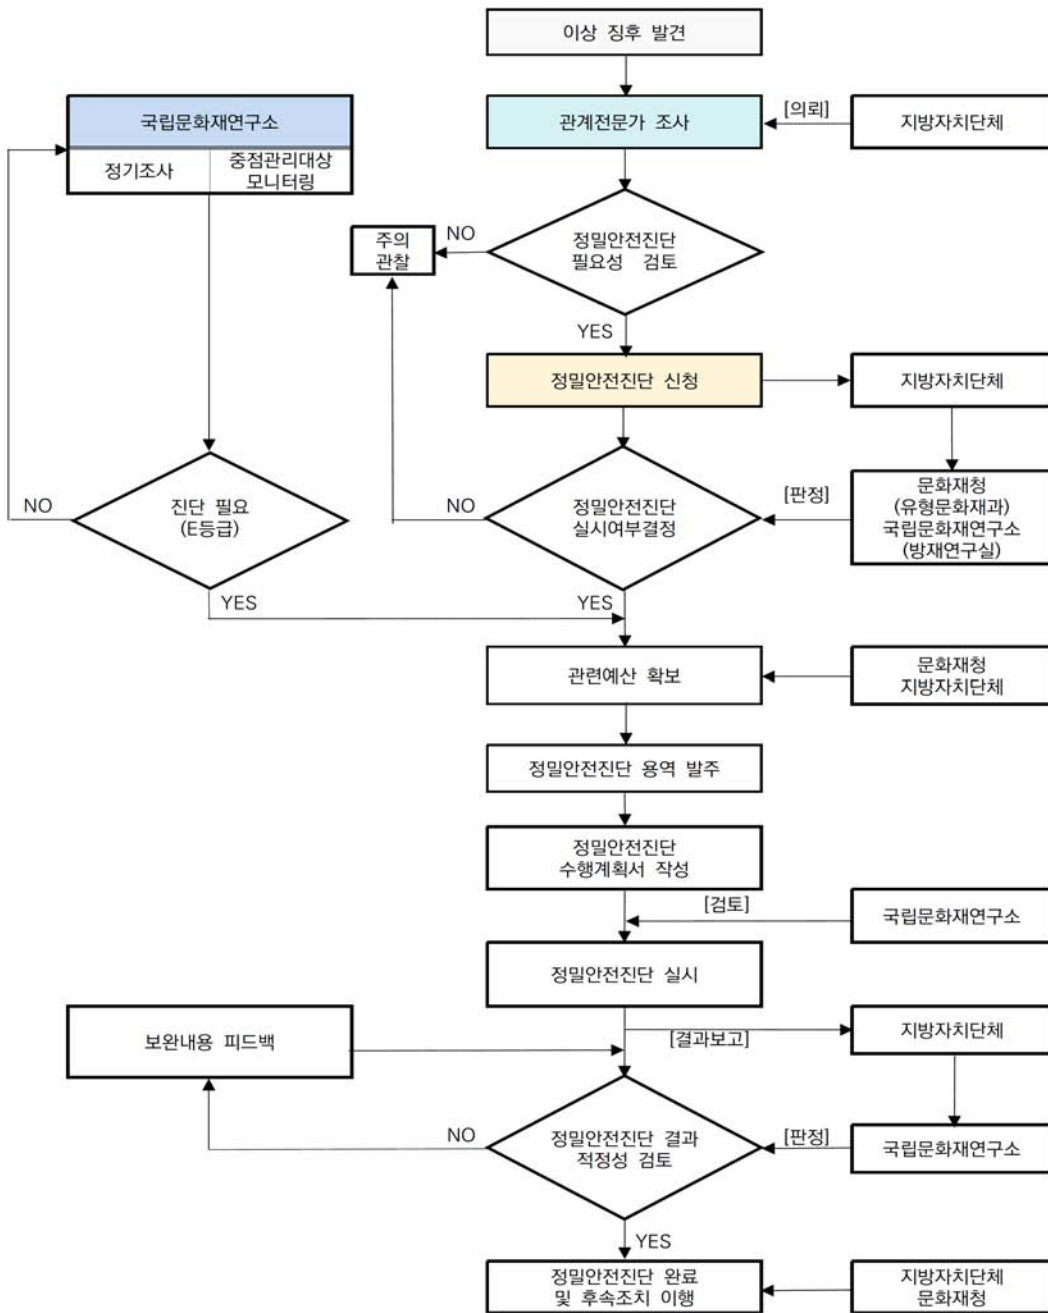 이상 징후 발견
국립문화재연구소
정기조사
중점관리대상
모니터링
관계전문가 조사
[의뢰]
지방자치단체
주의
관찰
NO
정밀안전진단
필요성 검토
YES
정밀안전진단 신청
지방자치단체
NO
진단 필요
(E등급)
YES
NO
정밀안전진단
실시여부결정
YES
[판정]
문화재청
(유형문화재과)
국립문화재연구소
(방재연구실)
관련예산 확보
문화재청
지방자치단체
정밀안전진단 용역 발주
정밀안전진단
수행계획서 작성
[검토]
국립문화재연구소
정밀안전진단 실시
보완내용 피드백
[결과보고]
지방자치단체
NO
정밀안전진단 결과
적정성 검토
[판정]
국립문화재연구소
YES
정밀안전진단 완료
및 후속조치 이행
지방자치단체
문화재청